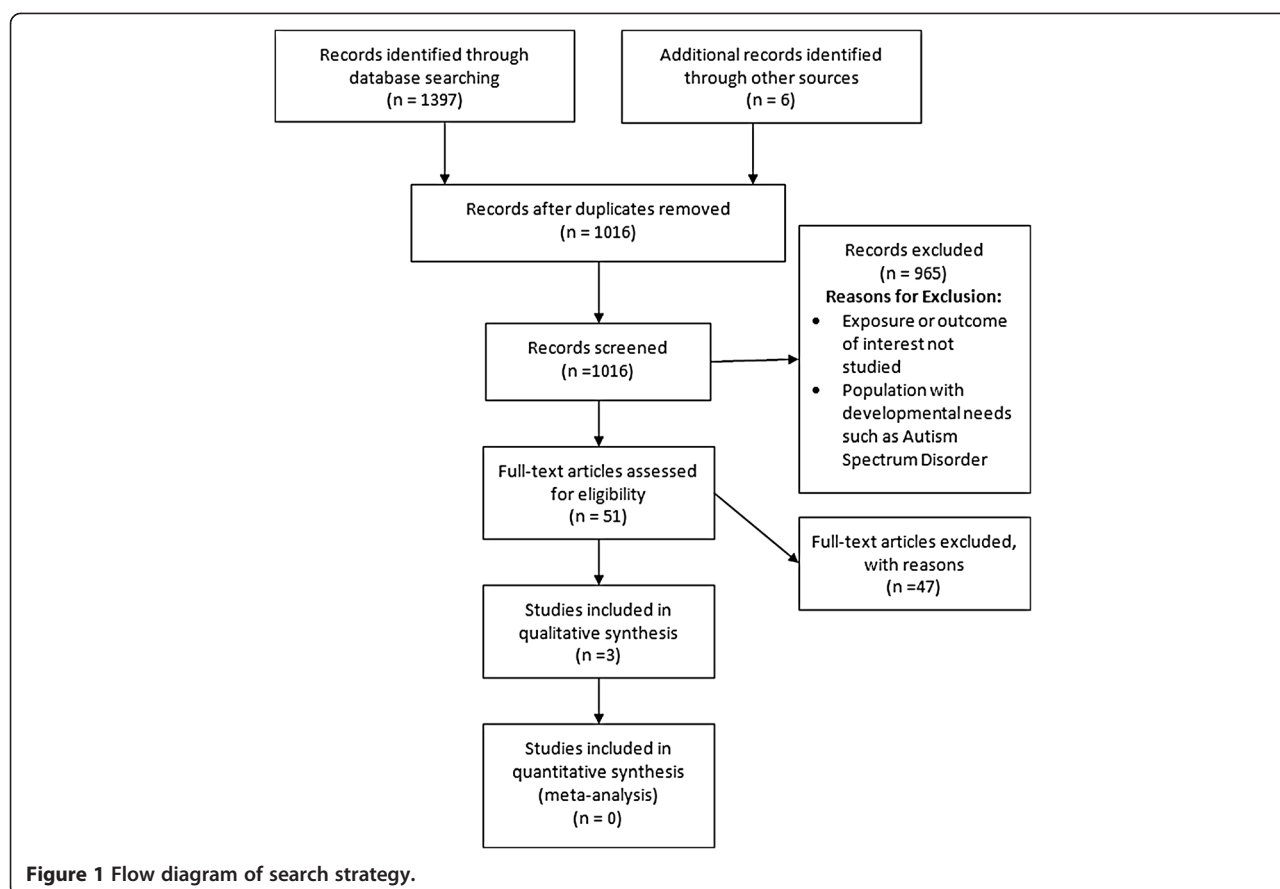 Records identified through
database searching
(n = 1397)
Additional records identified
through other sources
(n = 6)
Records after duplicates removed
(n = 1016)
Records screened
(n =1016)
Records excluded
(n = 965)
Reasons for Exclusion:
• Exposure or outcome
of interest not
studied
• Population with
developmental needs
such as Autism
Spectrum Disorder
Full-text articles assessed
for eligibility
(n = 51)
Full-text articles excluded,
with reasons
(n =47)
Studies included in
qualitative synthesis
(n =3)
Studies included in
quantitative synthesis
(meta-analysis)
(n = 0)
Figure 1 Flow diagram of search strategy.